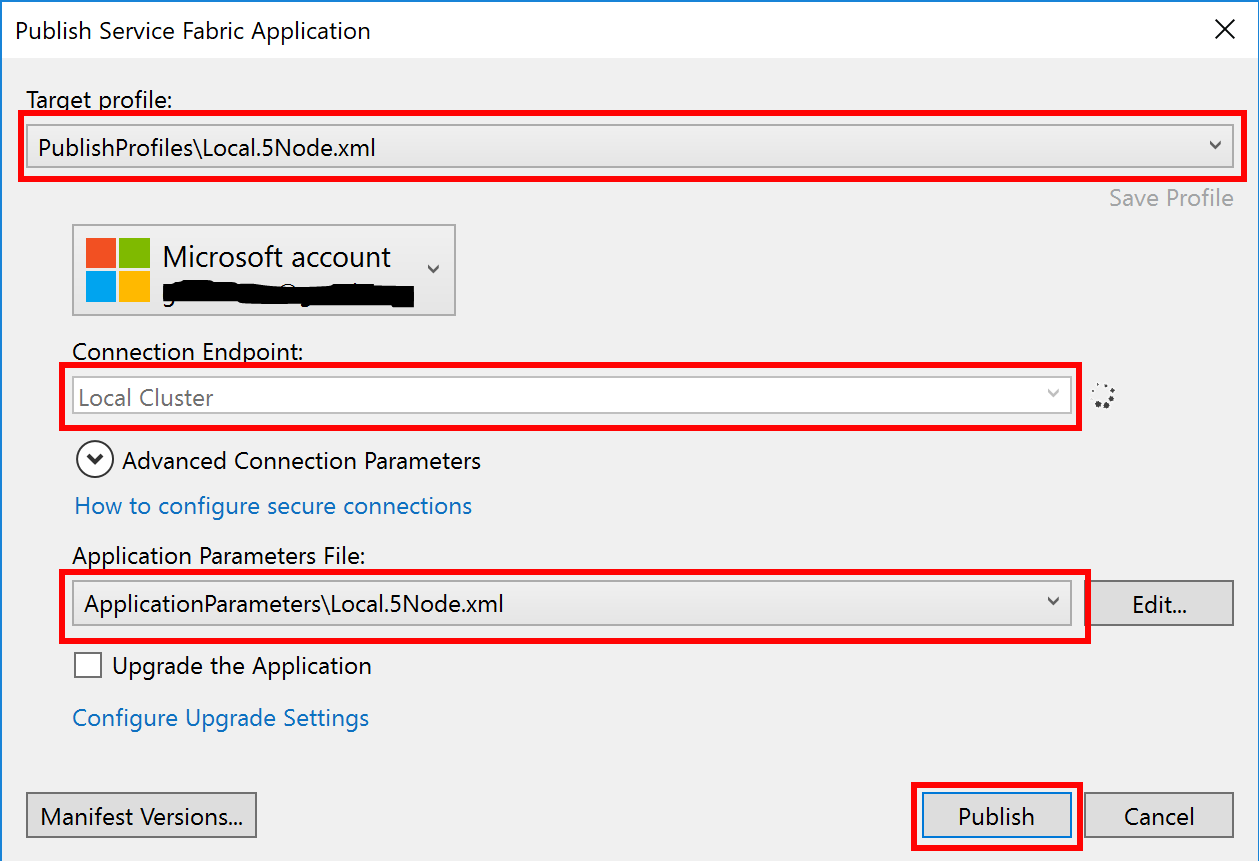 Publish Service Fabric Application
Target profile:
PublishProfiles\Local.5Node.xml
Save Profile
Microsoft account
Connection Endpoint:
Local Cluster
Advanced Connection Parameters
How to configure secure connections
Application Parameters File:
ApplicationParameters\Local.5Node.xml
Edit...
Upgrade the Application
Configure Upgrade Settings
Manifest Versions...
Publish
Cancel